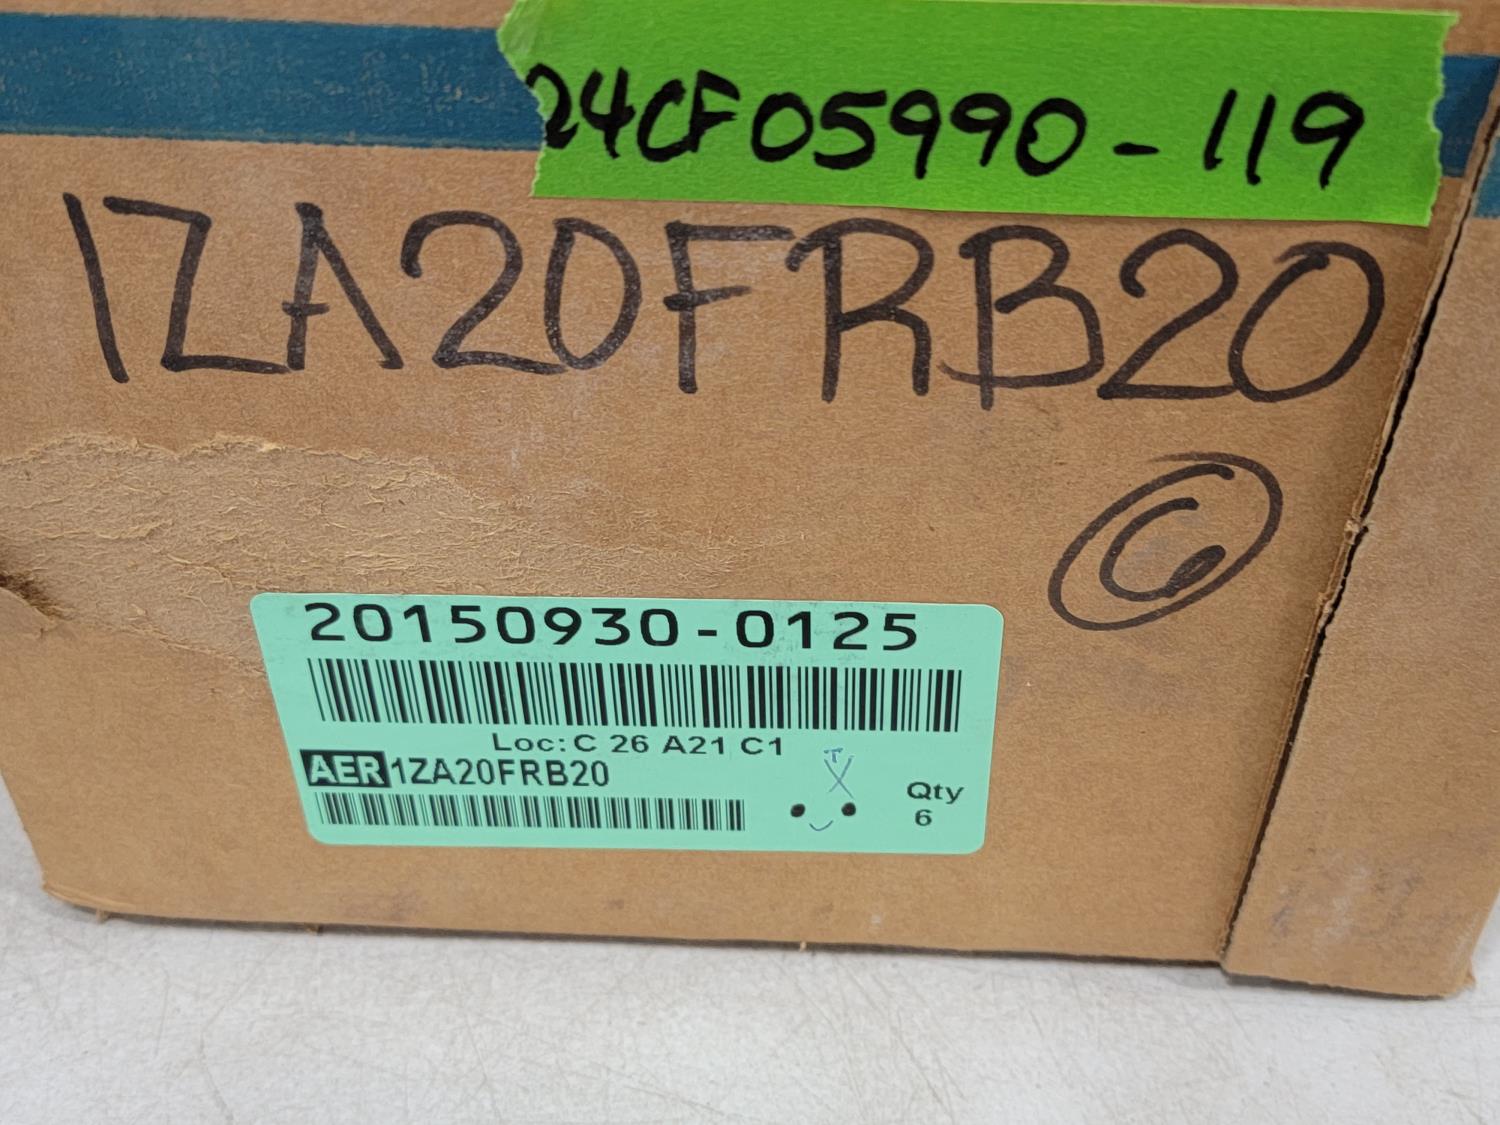 24CF05990-119
1ZA20FRB20
6
20150930-0125
Loc: C 26 A21 C1
AER 1ZA20FRB20
Qty
6